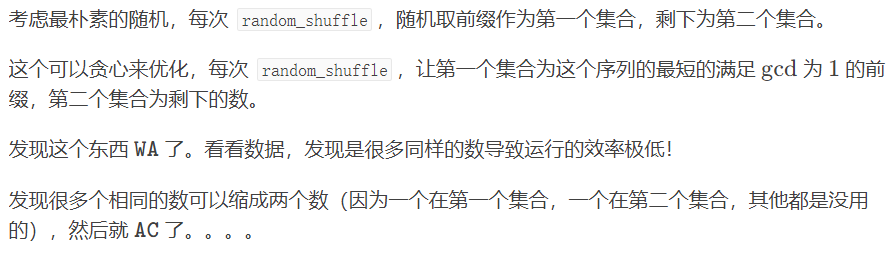 考虑最朴素的随机，每次 random_shuffle ，随机取前缀作为第一个集合，剩下为第二个集合。
这个可以贪心来优化，每次 random_shuffle ，让第一个集合为这个序列的最短的满足 gcd 为 1 的前
缀，第二个集合为剩下的数。
发现这个东西 WA 了。看看数据，发现是很多同样的数导致运行的效率极低！
发现很多个相同的数可以缩成两个数（因为一个在第一个集合，一个在第二个集合，其他都是没用
的），然后就 AC 了。。。。